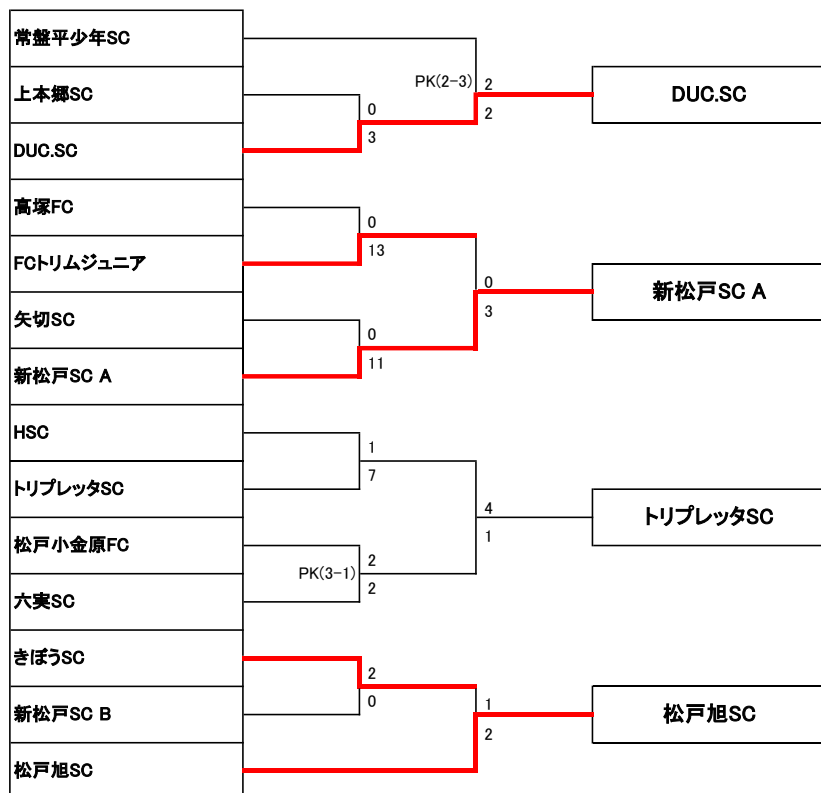 常盤平少年SC
上本郷SC
DUC.SC
高塚FC
FCトリムジュニア
矢切SC
新松戸SC A
HSC
トリプレッタSC
松戸小金原FC
六実SC
きぼうSC
新松戸SC B
松戸旭SC
0
3
0
13
0
11
1
7
PK(3-1)
2
2
2
0
PK(2-3)
2
2
0
3
4
1
1
2
DUC.SC
新松戸SC A
トリプレッタSC
松戸旭SC